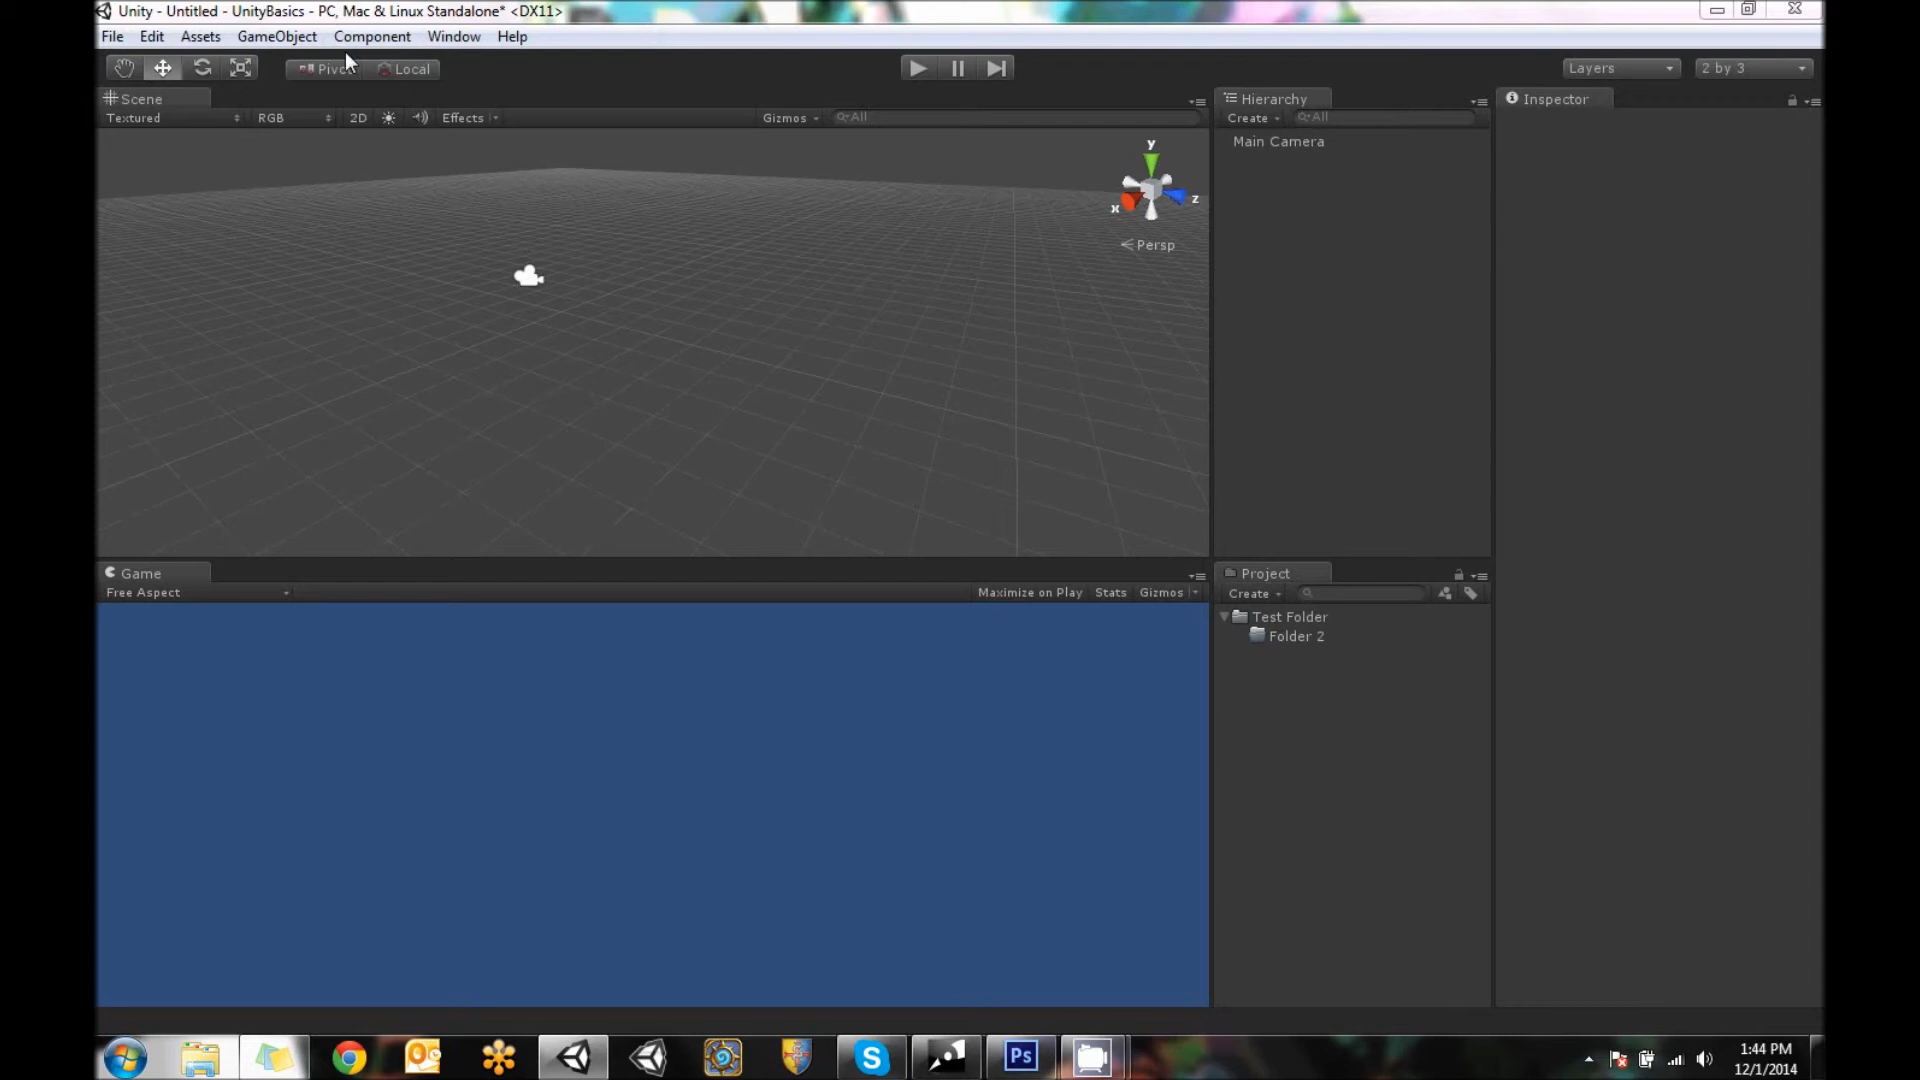 Unity - Untitled - UnityBasics - PC, Mac & Linux Standalone* <DX11>
File Edit Assets GameObject Component Window Help
Local
Layers
2 by 3
Scene
Textured RGB 2D Effects Gizmos All
y
x
z
Persp
Hierarchy
Create All
Main Camera
Inspector
Game
Free Aspect Maximize on Play Stats Gizmos
Project
Create
Test Folder
Folder 2
S
Ps
1:44 PM
12/1/2014